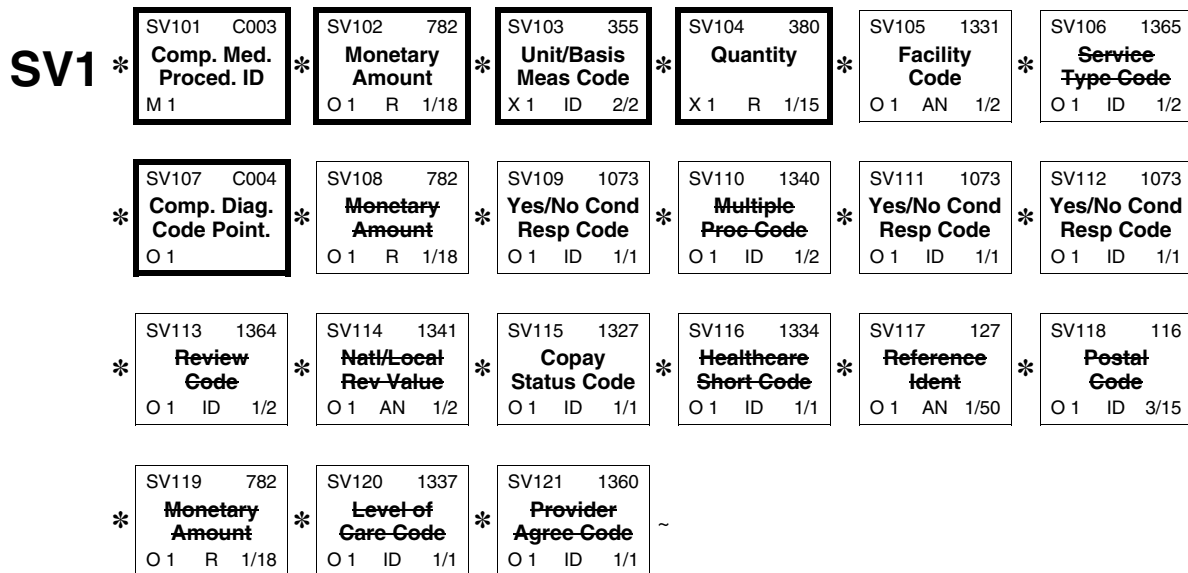 SV101 C003 SV102 782 SV103 355 SV104 380 SV105 1331 SV106 1365
SV1 * Comp. Med. * Monetary * Unit/Basis * Quantity * Facility * Service
Proced. ID Amount Meas Code Code Type Code
M 1 O 1 R 1/18 X 1 ID 2/2 X 1 R 1/15 O 1 AN 1/2 O 1 ID 1/2
SV107 C004 SV108 782 SV109 1073 SV110 1340 SV111 1073 SV112 1073
* Comp. Diag. * Monetary * Yes/No Cond * Multiple * Yes/No Cond * Yes/No Cond
Code Point. Amount Resp Code Proc Code Resp Code Resp Code
O 1 O 1 R 1/18 O 1 ID 1/1 O 1 ID 1/2 O 1 ID 1/1 O 1 ID 1/1
SV113 1364 SV114 1341 SV115 1327 SV116 1334 SV117 127 SV118 116
* Review * Natl/Local * Copay * Healthcare * Reference * Postal
Code Rev Value Status Code Short Code Ident Code
O 1 ID 1/2 O 1 AN 1/2 O 1 ID 1/1 O 1 ID 1/1 O 1 AN 1/50 O 1 ID 3/15
SV119 782 SV120 1337 SV121 1360
* Monetary * Level of * Provider ~
Amount Care Code Agree Code
O 1 R 1/18 O 1 ID 1/1 O 1 ID 1/1